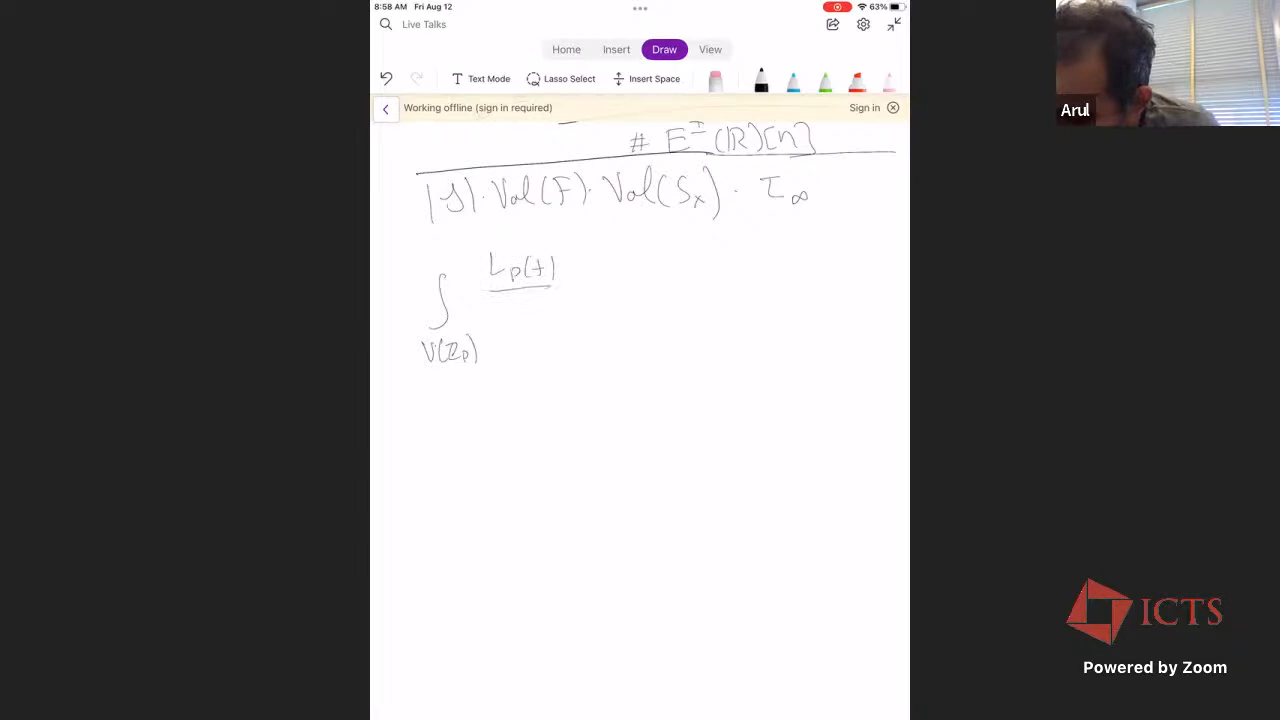 8:58 AM Fri Aug 12
63%
Live Talks
Home Insert Draw View
Text Mode Lasso Select Insert Space
Working offline (sign in required) Sign in
# E^±(ℝ)[n]
|J|·Vol(F)·Vol(S_x)·τ_∞
L_p(f)
∫
V(ℤ_p)
Arul
ICTS
Powered by Zoom